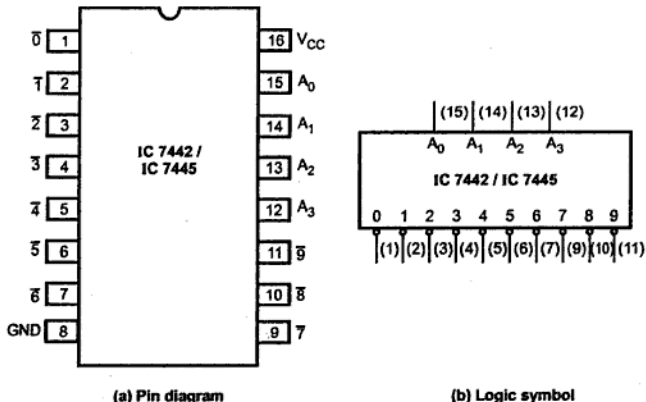 0̅ 1 16 VCC
1̅ 2 15 A0
2̅ 3 14 A1
IC 7442 /
IC 7445
3̅ 4 13 A2
4̅ 5 12 A3
5̅ 6 11 9̅
6̅ 7 10 8̅
GND 8 9 7̅
(a) Pin diagram
(15) (14) (13) (12)
A0 A1 A2 A3
IC 7442 / IC 7445
0 1 2 3 4 5 6 7 8 9
(1) (2) (3) (4) (5) (6) (7) (9) (10) (11)
(b) Logic symbol